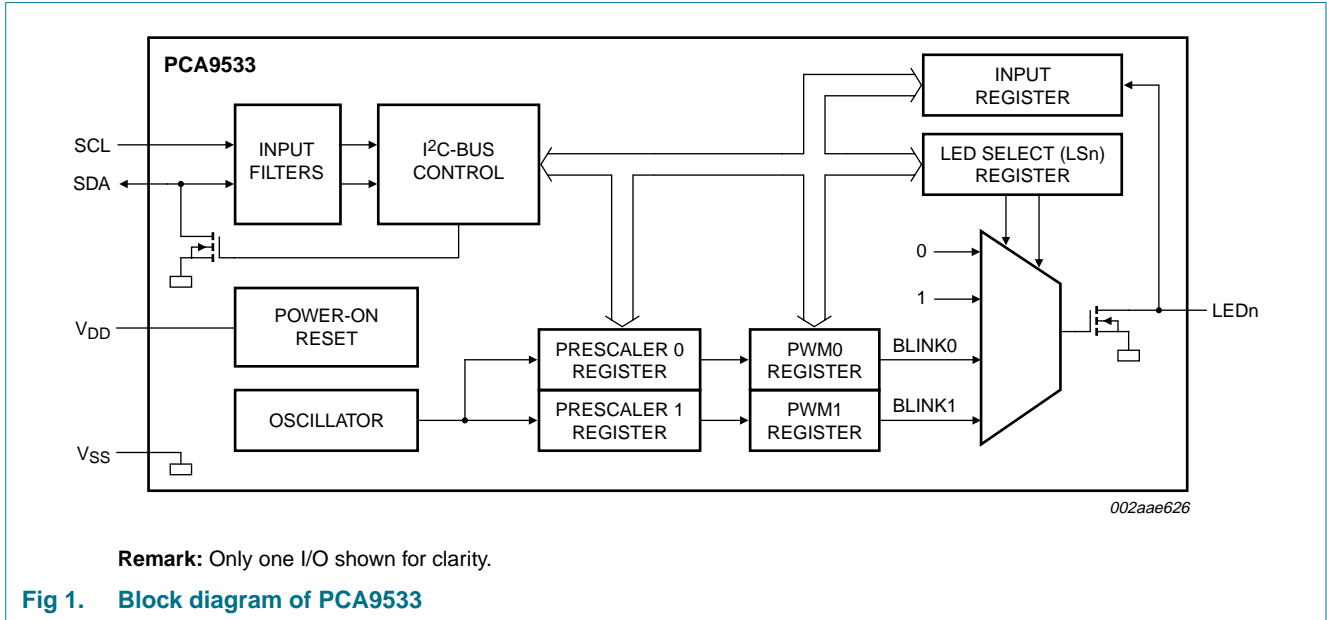 PCA9533
SCL
SDA
INPUT
FILTERS
I2C-BUS
CONTROL
INPUT
REGISTER
LED SELECT (LSn)
REGISTER
0
1
VDD
POWER-ON
RESET
LEDn
PRESCALER 0
REGISTER
PWM0
REGISTER
BLINK0
OSCILLATOR
PRESCALER 1
REGISTER
PWM1
REGISTER
BLINK1
VSS
002aae626
Remark: Only one I/O shown for clarity.
Fig 1. Block diagram of PCA9533